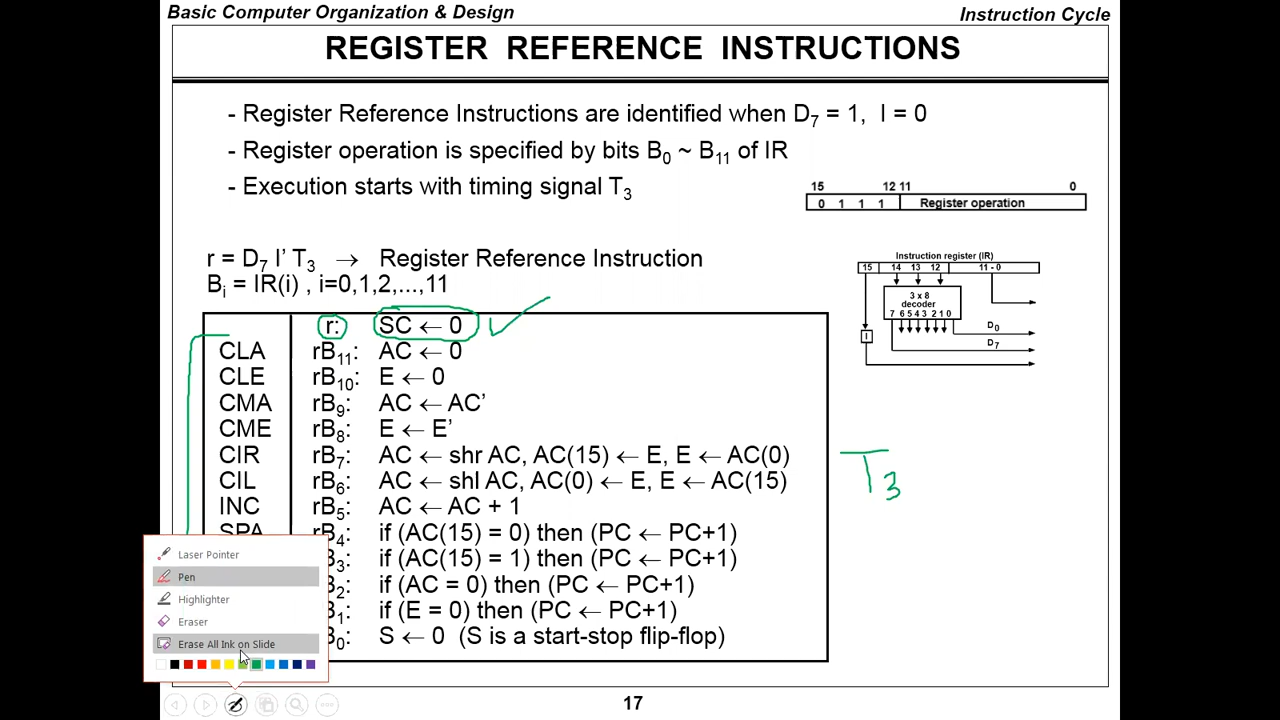 Basic Computer Organization & Design
Instruction Cycle
REGISTER REFERENCE INSTRUCTIONS
- Register Reference Instructions are identified when D₇ = 1, I = 0
- Register operation is specified by bits B₀ ~ B₁₁ of IR
- Execution starts with timing signal T₃
15 12 11 0
0 1 1 1 Register operation
r = D₇ I' T₃ → Register Reference Instruction
Bᵢ = IR(i) , i=0,1,2,...,11
Instruction register (IR)
15 14 13 12 11 - 0
3 x 8
decoder
7 6 5 4 3 2 1 0
D₀
I
D₇
r: SC ← 0
CLA rB₁₁: AC ← 0
CLE rB₁₀: E ← 0
CMA rB₉: AC ← AC'
CME rB₈: E ← E'
CIR rB₇: AC ← shr AC, AC(15) ← E, E ← AC(0)
CIL rB₆: AC ← shl AC, AC(0) ← E, E ← AC(15)
INC rB₅: AC ← AC + 1
SPA rB₄: if (AC(15) = 0) then (PC ← PC+1)
B₃: if (AC(15) = 1) then (PC ← PC+1)
B₂: if (AC = 0) then (PC ← PC+1)
B₁: if (E = 0) then (PC ← PC+1)
B₀: S ← 0 (S is a start-stop flip-flop)
T₃
Laser Pointer
Pen
Highlighter
Eraser
Erase All Ink on Slide
17